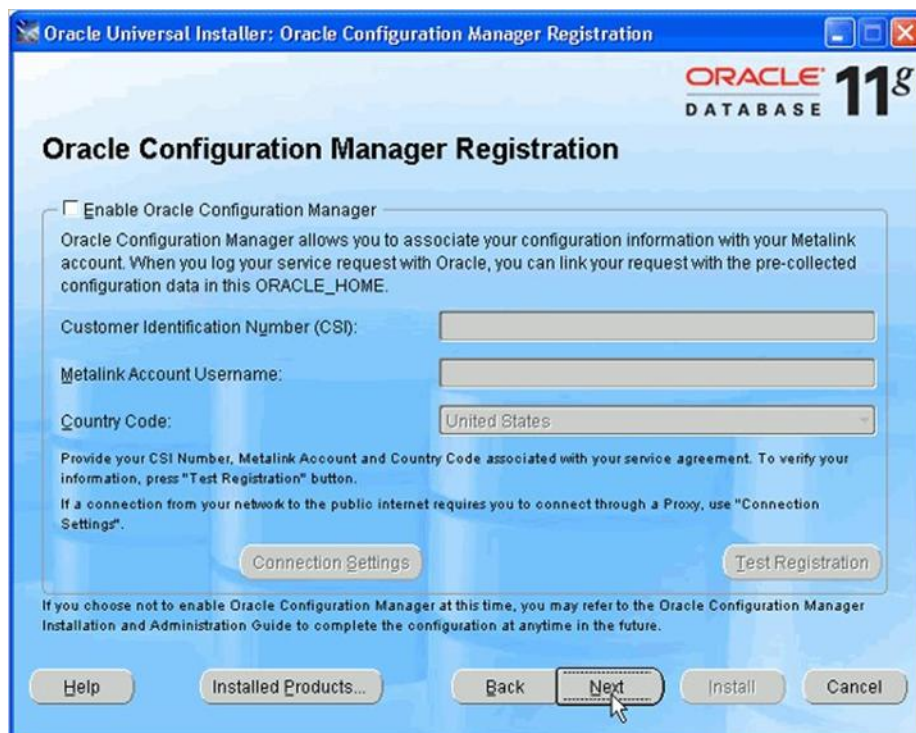 Oracle Universal Installer: Oracle Configuration Manager Registration
ORACLE
DATABASE 11g
Oracle Configuration Manager Registration
Enable Oracle Configuration Manager
Oracle Configuration Manager allows you to associate your configuration information with your Metalink
account. When you log your service request with Oracle, you can link your request with the pre-collected
configuration data in this ORACLE_HOME.
Customer Identification Number (CSI):
Metalink Account Username:
Country Code: United States
Provide your CSI Number, Metalink Account and Country Code associated with your service agreement. To verify your
information, press "Test Registration" button.
If a connection from your network to the public internet requires you to connect through a Proxy, use "Connection
Settings".
Connection Settings Test Registration
If you choose not to enable Oracle Configuration Manager at this time, you may refer to the Oracle Configuration Manager
Installation and Administration Guide to complete the configuration at anytime in the future.
Help Installed Products... Back Next Install Cancel